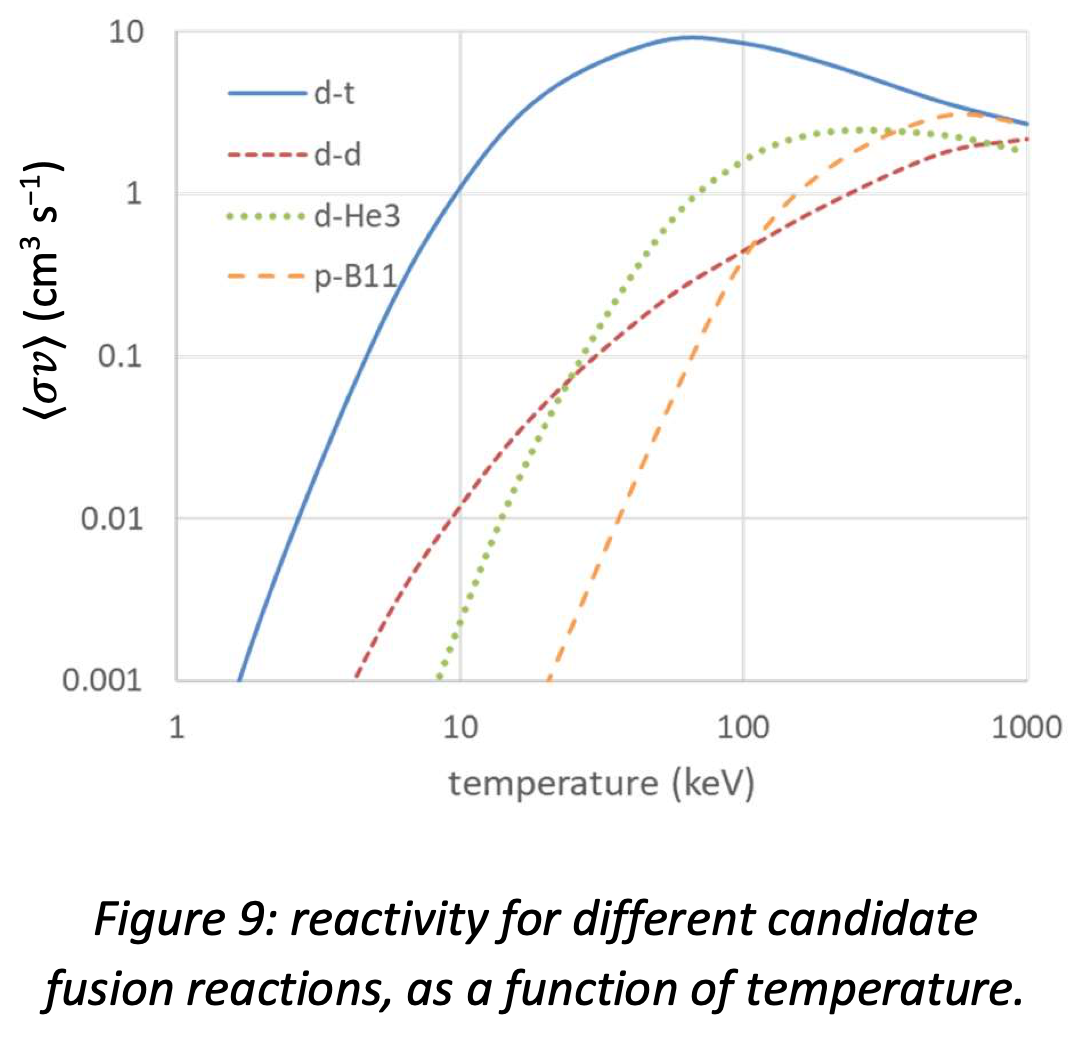 10
1
0.1
0.01
0.001
⟨σv⟩ (cm³ s⁻¹)
d-t
d-d
d-He3
p-B11
1 10 100 1000
temperature (keV)
Figure 9: reactivity for different candidate
fusion reactions, as a function of temperature.